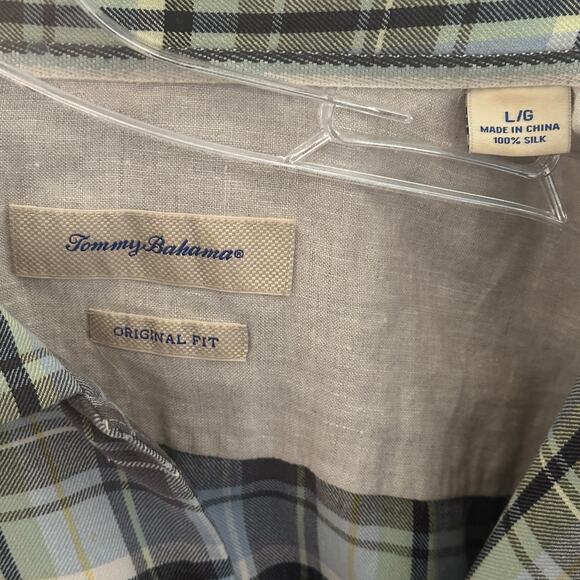 L/G
MADE IN CHINA
100% SILK
Tommy Bahama®
ORIGINAL FIT